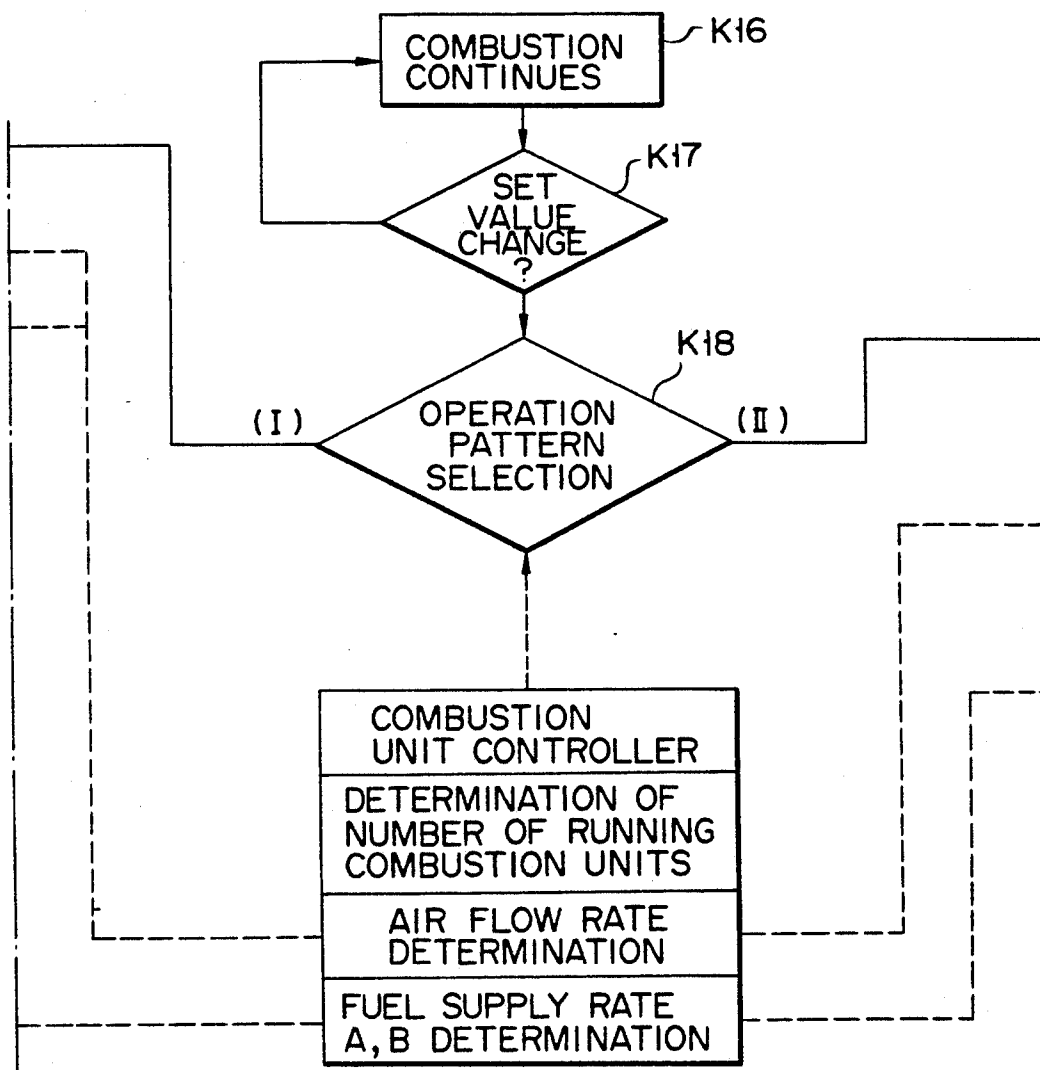 COMBUSTION
CONTINUES
K16
K17
SET
VALUE
CHANGE
?
K18
(I)
OPERATION
PATTERN
SELECTION
(II)
COMBUSTION
UNIT CONTROLLER
DETERMINATION OF
NUMBER OF RUNNING
COMBUSTION UNITS
AIR FLOW RATE
DETERMINATION
FUEL SUPPLY RATE
A, B DETERMINATION